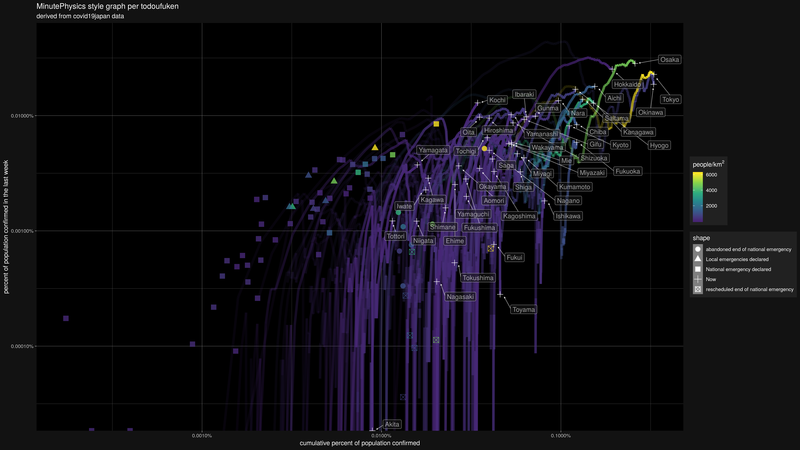 MinutePhysics style graph per todoufuken
derived from covid19japan data
percent of population confirmed in the last week
0.01000%
0.00100%
0.00010%
0.0010%
0.0100%
0.1000%
cumulative percent of population confirmed
Osaka
Hokkaido
Tokyo
Kochi
Ibaraki
Aichi
Gunma
Nara
Saitama
Okinawa
Oita
Hiroshima
Yamanashi
Chiba
Kanagawa
Wakayama
Gifu
Kyoto
Hyogo
Yamagata
Tochigi
Mie
Shizuoka
Saga
Miyagi
Miyazaki
Fukuoka
Okayama
Shiga
Kumamoto
Kagawa
Aomori
Nagano
Iwate
Yamaguchi
Kagoshima
Ishikawa
Shimane
Fukushima
Tottori
Niigata
Ehime
Fukui
Tokushima
Nagasaki
Toyama
Akita
people/km²
6000
4000
2000
shape
abandoned end of national emergency
Local emergencies declared
National emergency declared
Now
rescheduled end of national emergency